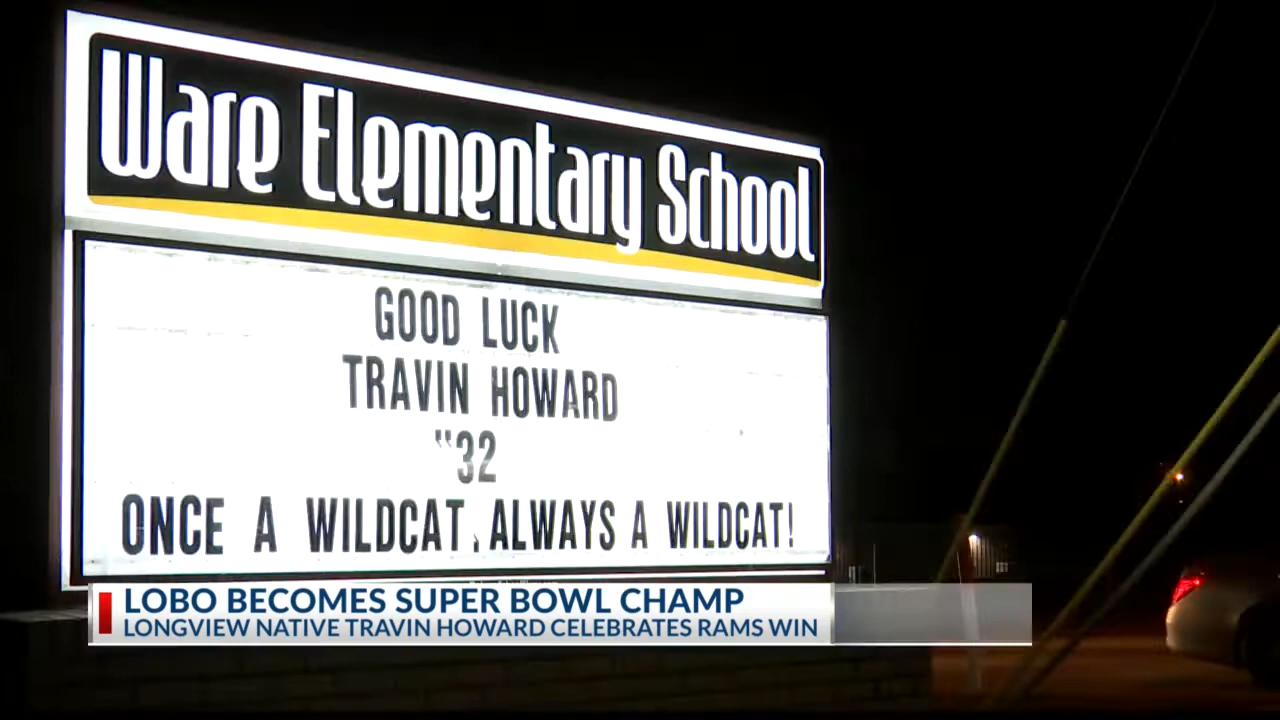 Ware Elementary School
GOOD LUCK
TRAVIN HOWARD
"32
ONCE A WILDCAT, ALWAYS A WILDCAT!
LOBO BECOMES SUPER BOWL CHAMP
LONGVIEW NATIVE TRAVIN HOWARD CELEBRATES RAMS WIN